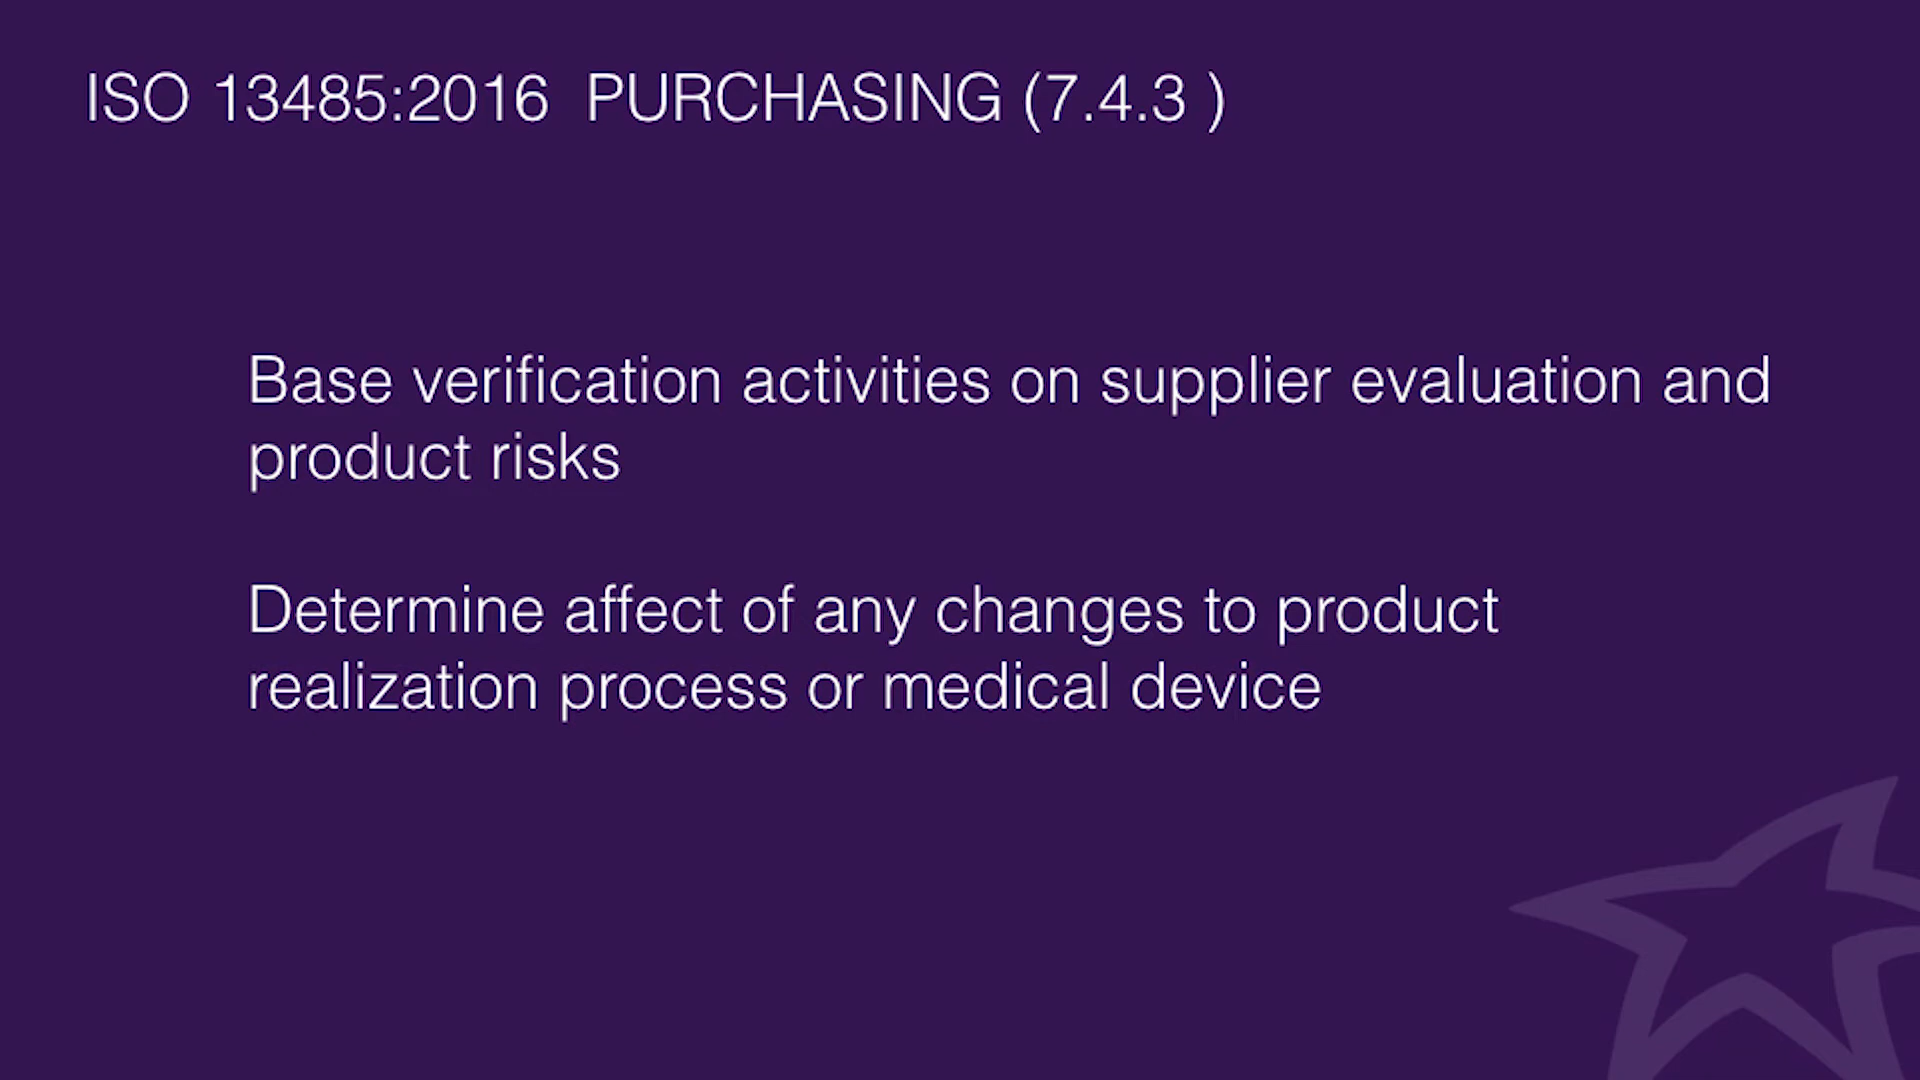 ISO 13485:2016 PURCHASING (7.4.3 )
Base verification activities on supplier evaluation and
product risks
Determine affect of any changes to product
realization process or medical device